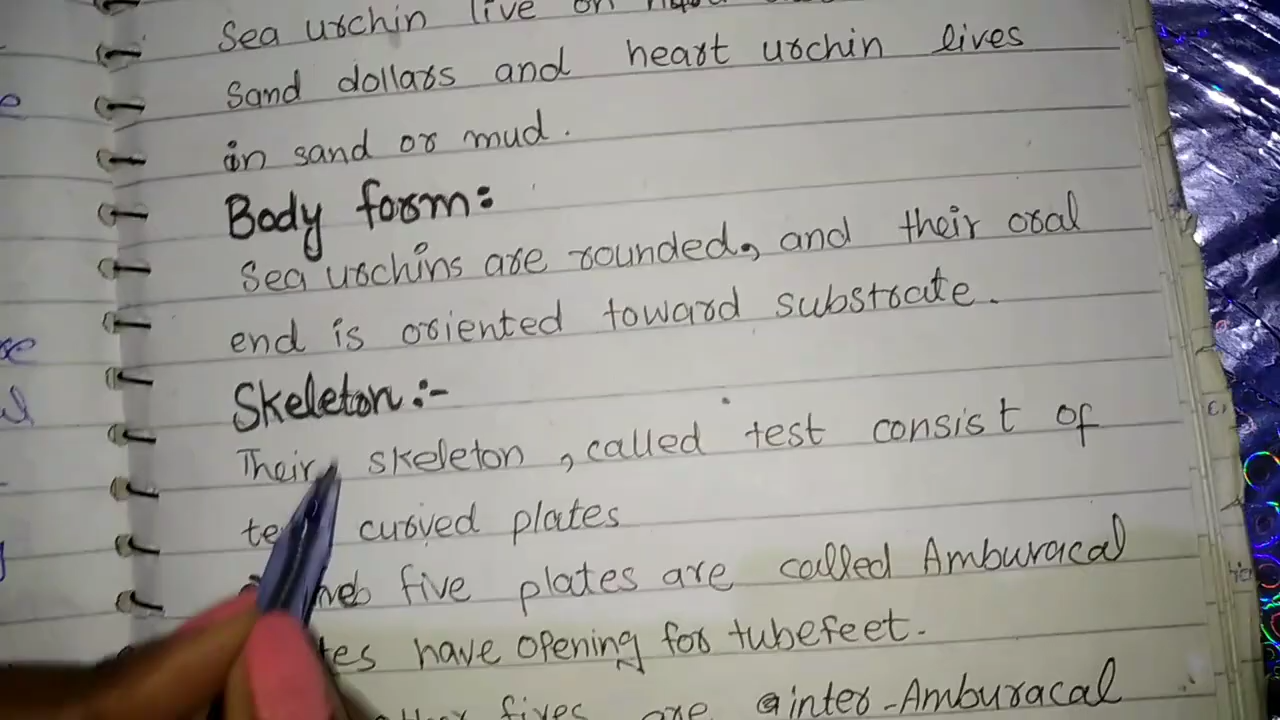 Sea urchin live on
Sand dollars and heart urchin lives
in sand or mud.
Body form:
Sea urchins are rounded, and their oral
end is oriented toward substrate.
Skeleton:-
Their skeleton, called test consist of
curved plates
five plates are called Amburacal
have opening for tubefeet.
fives are inter-Amburacal